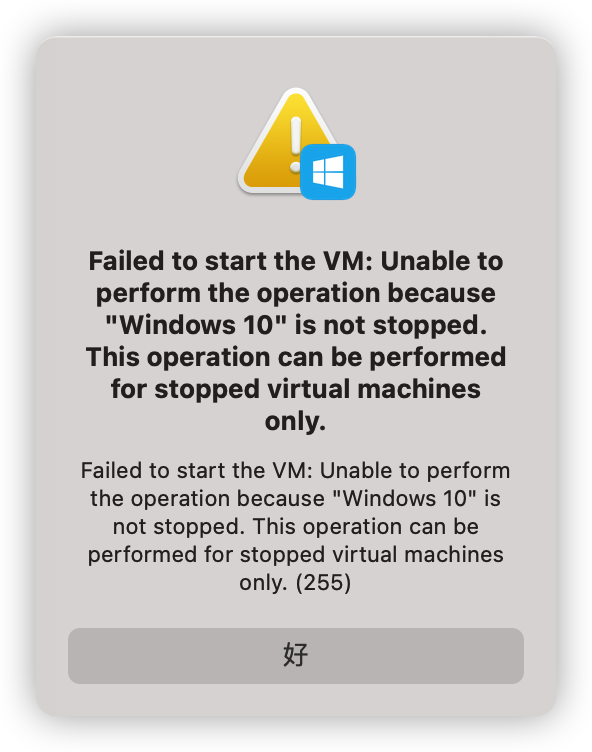 Failed to start the VM: Unable to
perform the operation because
"Windows 10" is not stopped.
This operation can be performed
for stopped virtual machines
only.
Failed to start the VM: Unable to perform
the operation because "Windows 10" is
not stopped. This operation can be
performed for stopped virtual machines
only. (255)
好